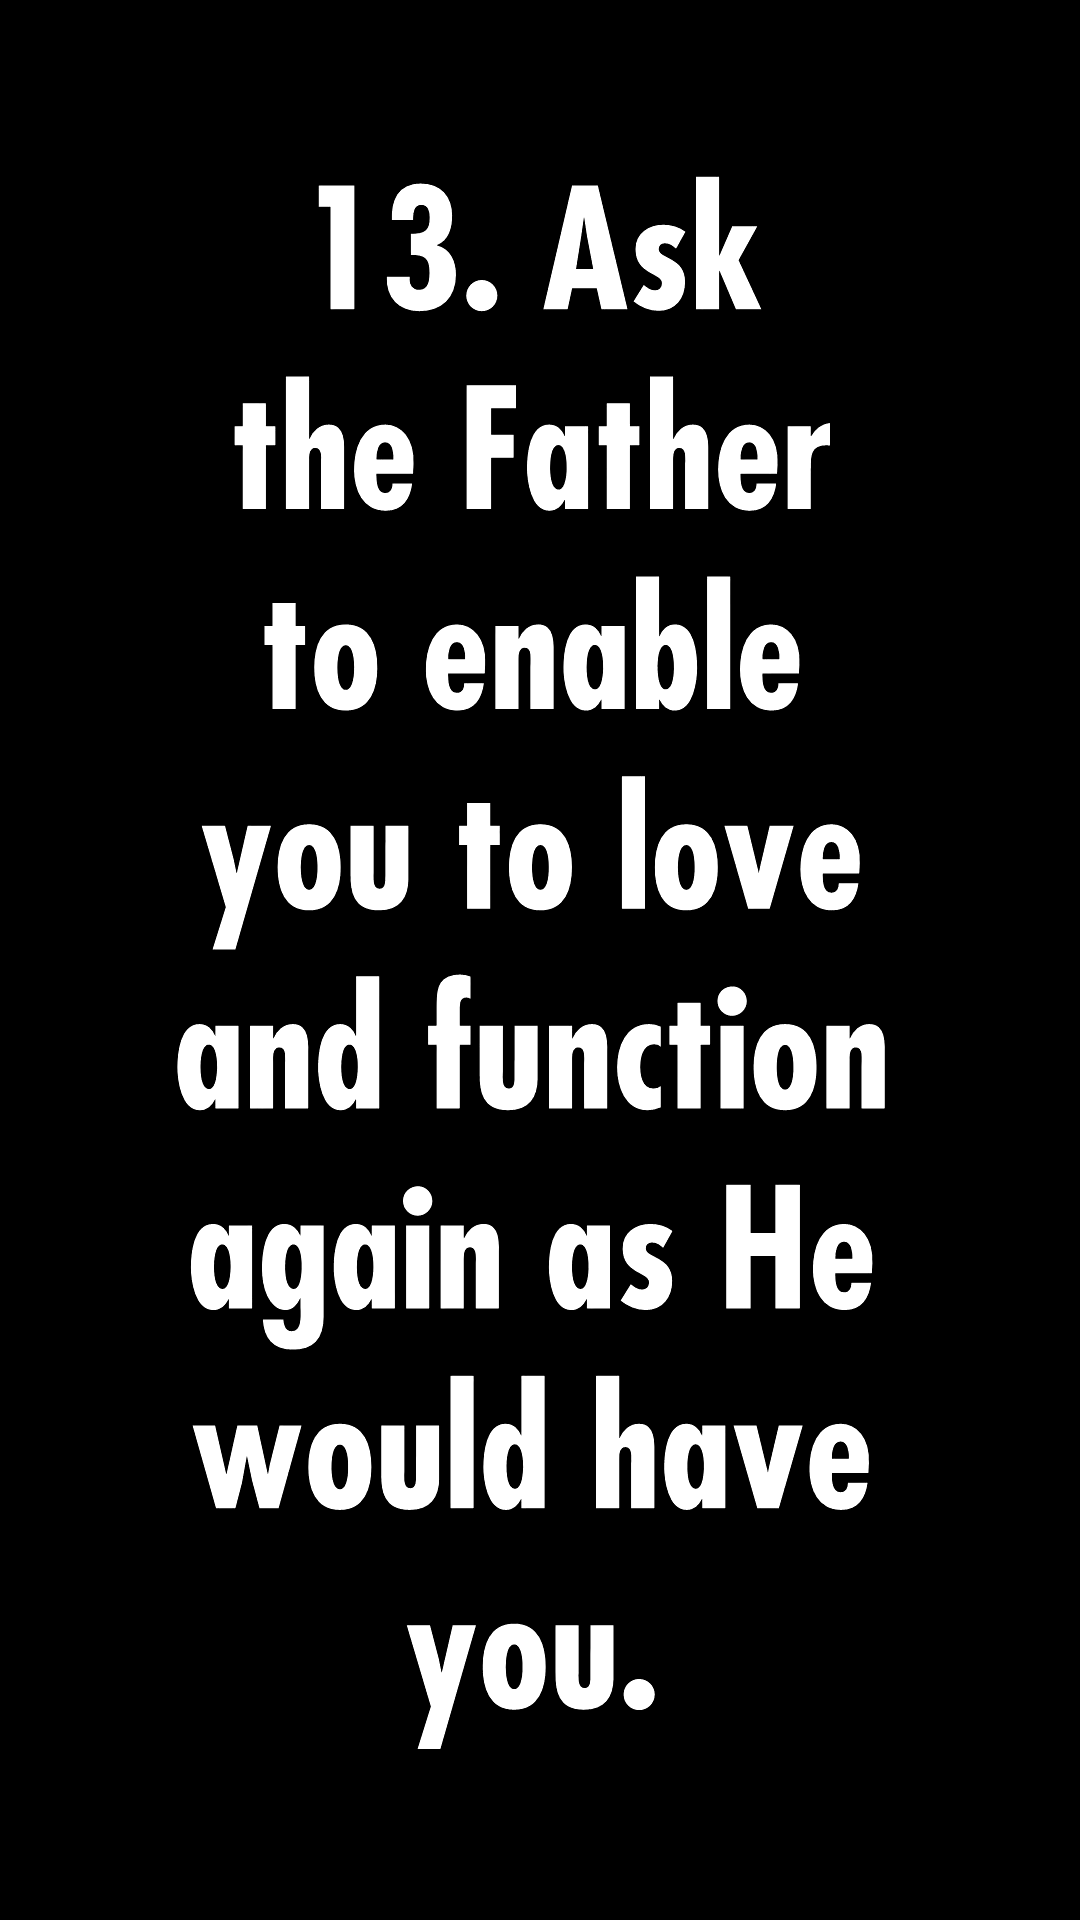 13. Ask
the Father
to enable
you to love
and function
again as He
would have
you.